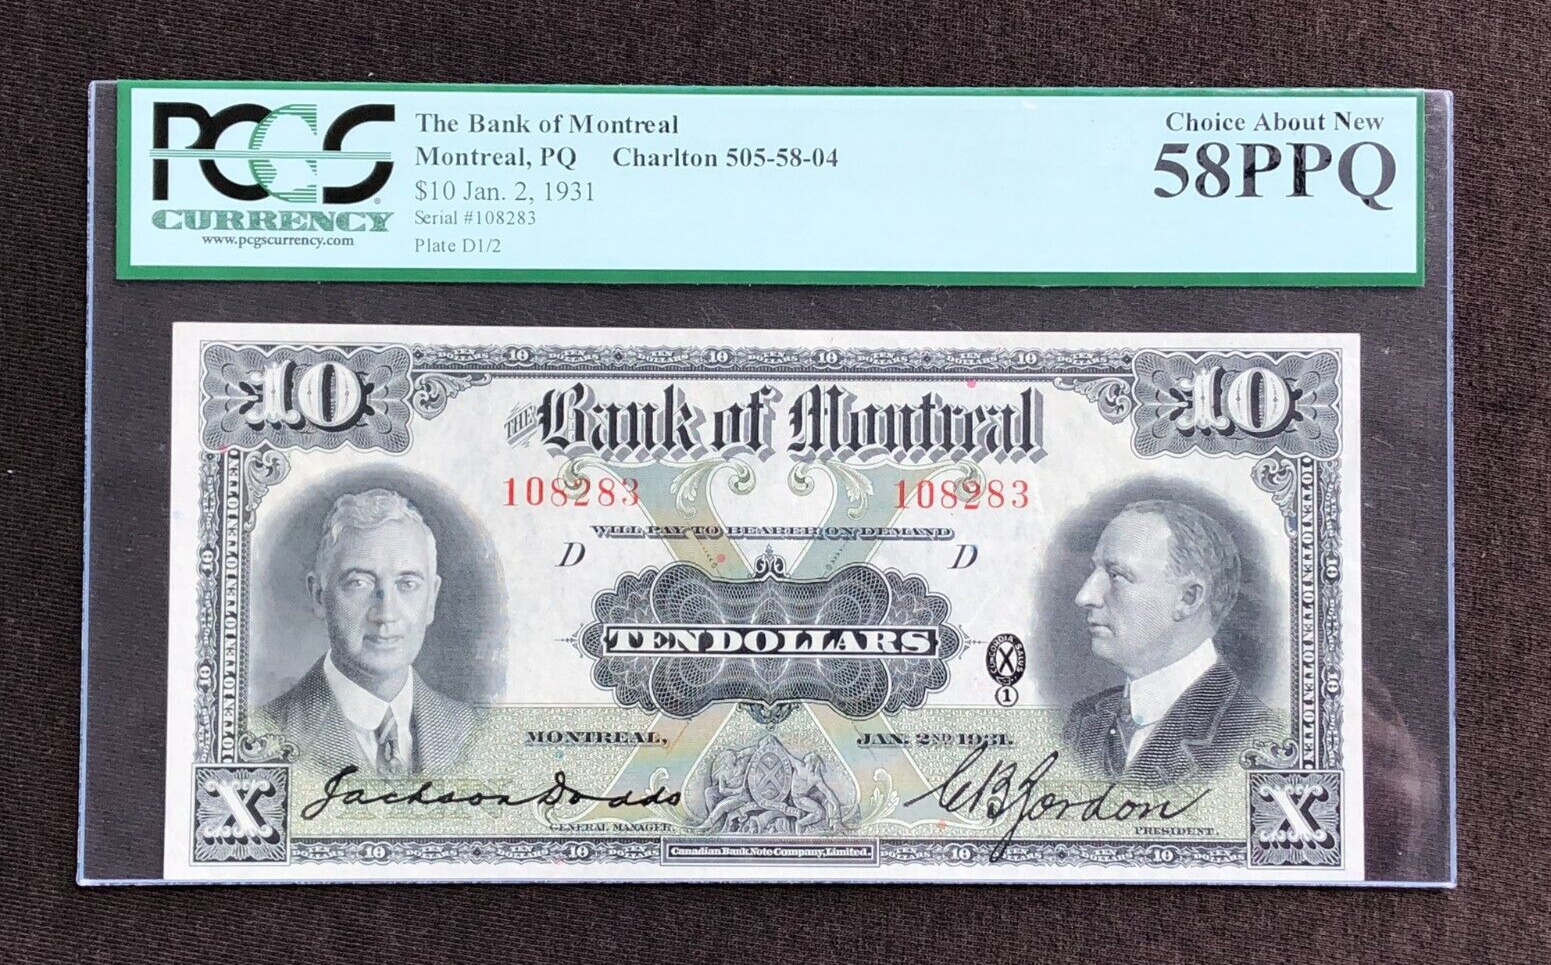 PCGS
CURRENCY
www.pcgscurrency.com
The Bank of Montreal
Montreal, PQ Charlton 505-58-04
$10 Jan. 2, 1931
Serial #108283
Plate D1/2
Choice About New
58PPQ
10 10
THE Bank of Montreal
108283 108283
WILL PAY TO BEARER ON DEMAND
D D
TEN DOLLARS
1
MONTREAL, JAN. 2ND 1931.
Jackson Dodds C B Gordon
GENERAL MANAGER PRESIDENT.
X X
Canadian Bank Note Company, Limited.